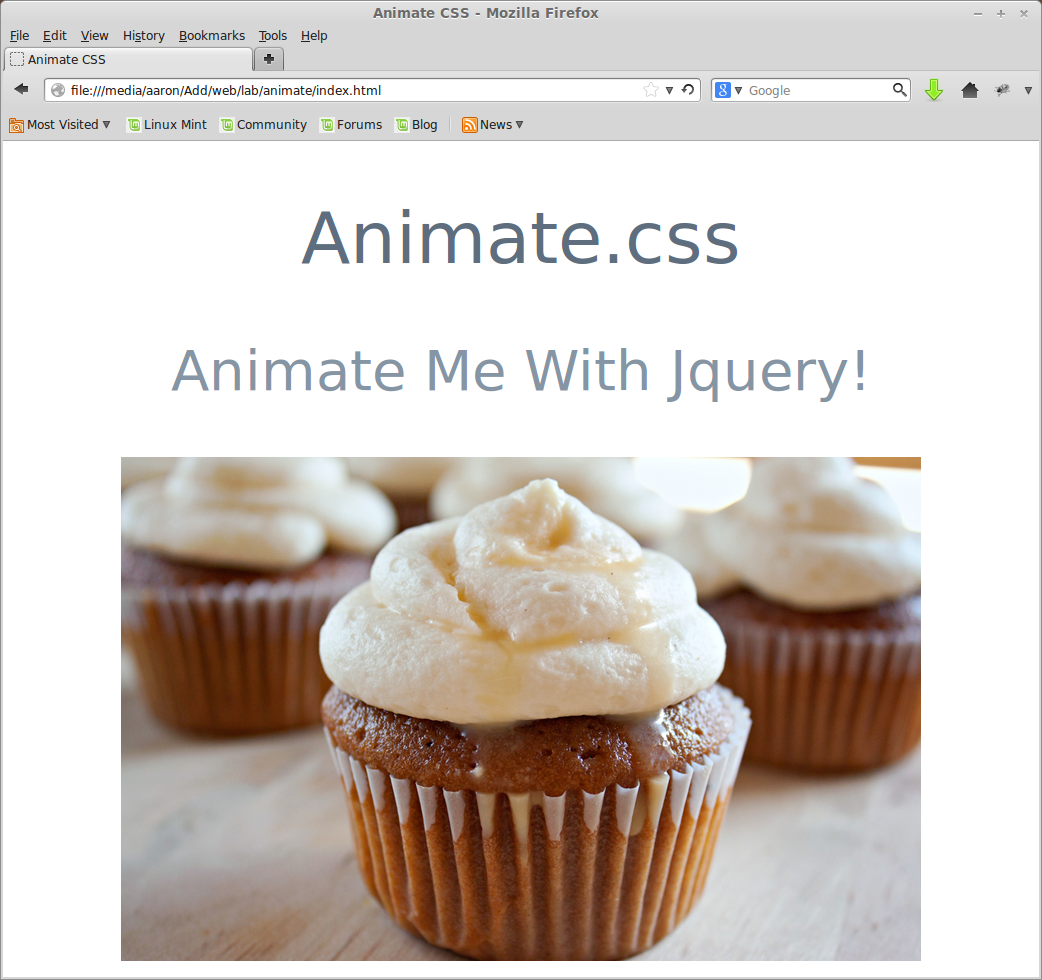 Animate CSS - Mozilla Firefox
File Edit View History Bookmarks Tools Help
Animate CSS
file:///media/aaron/Add/web/lab/animate/index.html Google
Most Visited Linux Mint Community Forums Blog News
Animate.css
Animate Me With Jquery!